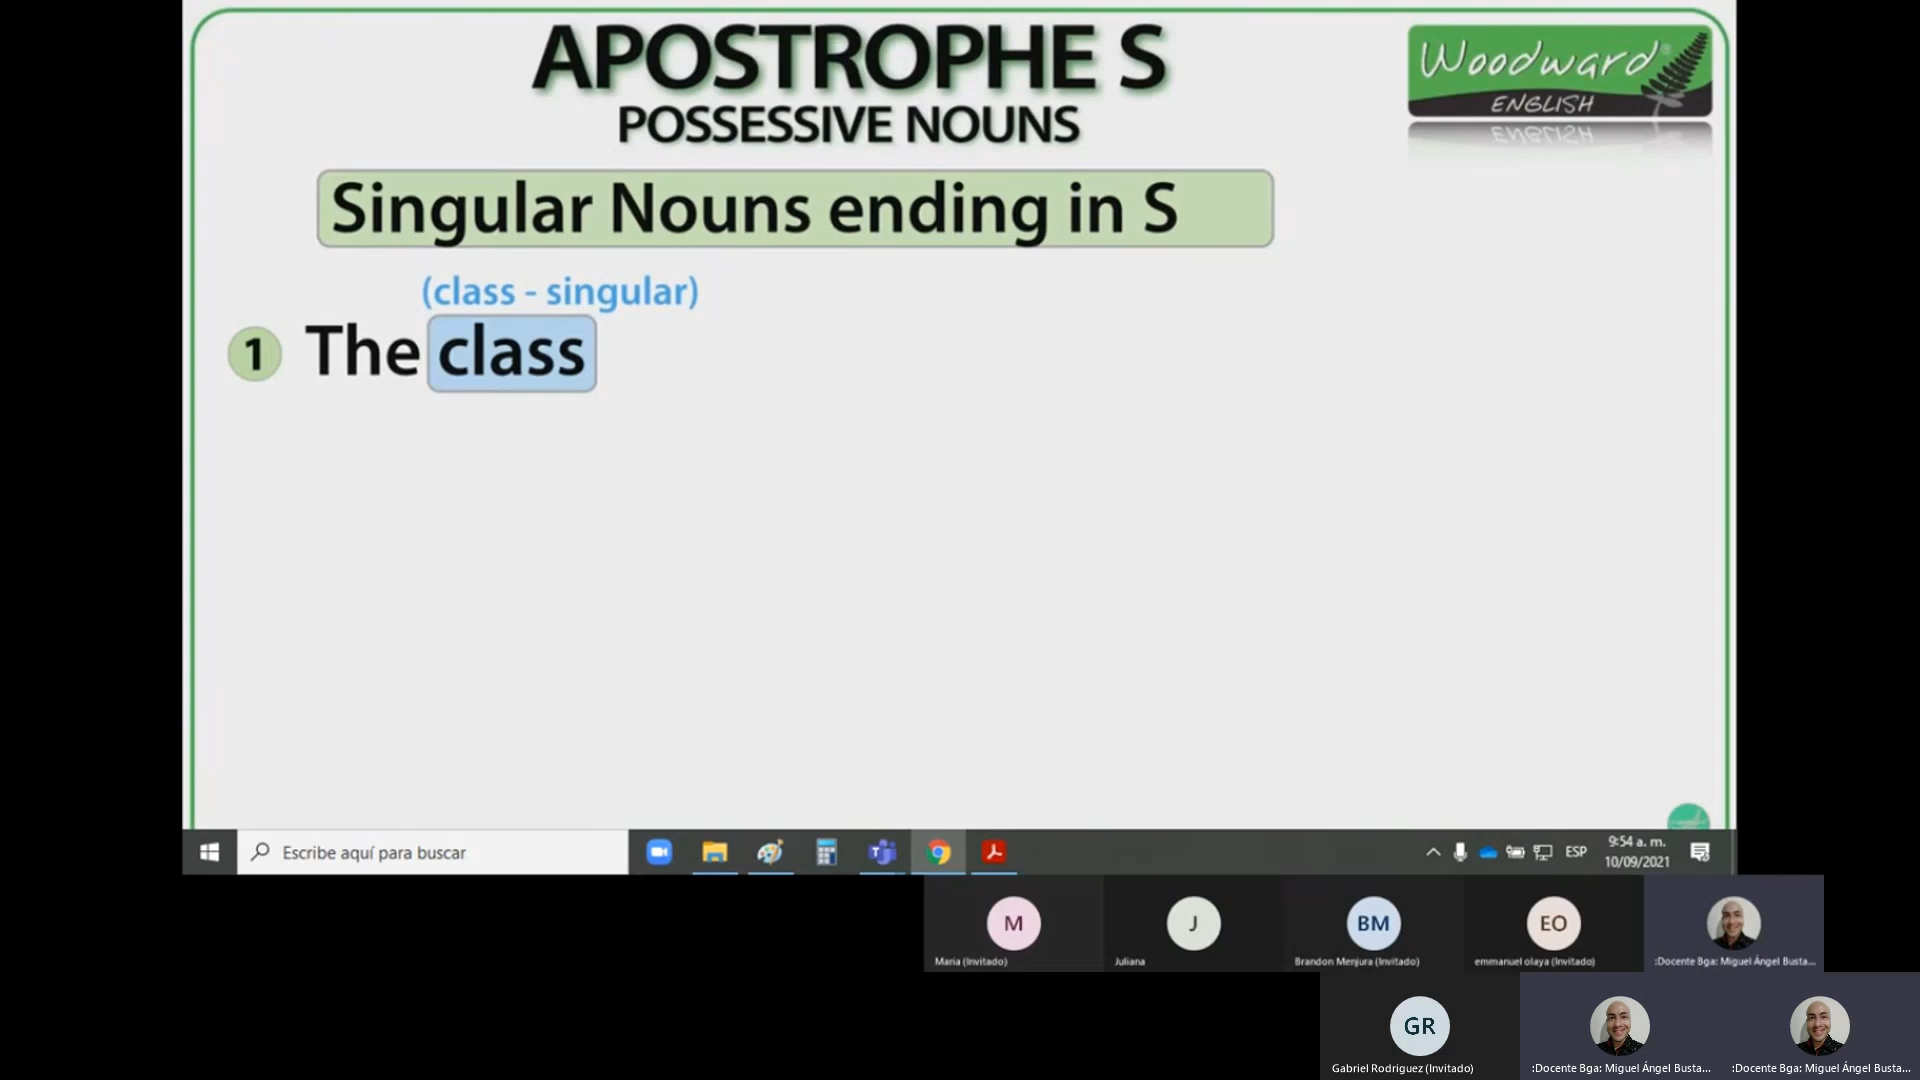 APOSTROPHE S
POSSESSIVE NOUNS
Woodward®
ENGLISH
Singular Nouns ending in S
(class - singular)
1 The class
Escribe aquí para buscar
ESP
9:54 a. m.
10/09/2021
M
J
BM
EO
Maria (Invitado)
Juliana
Brandon Menjura (Invitado)
emmanuel olaya (Invitado)
:Docente Bga: Miguel Ángel Busta...
GR
Gabriel Rodriguez (Invitado)
:Docente Bga: Miguel Ángel Busta...
:Docente Bga: Miguel Ángel Busta...